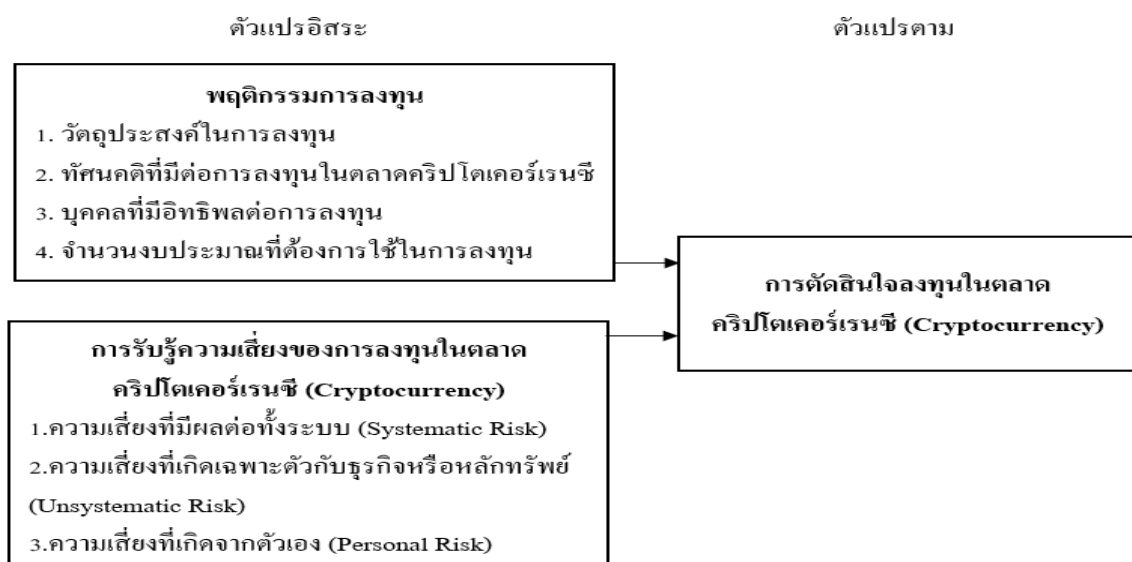 ตัวแปรอิสระ
ตัวแปรตาม
พฤติกรรมการลงทุน
1. วัตถุประสงค์ในการลงทุน
2. ทัศนคติที่มีต่อการลงทุนในตลาดคริปโตเคอร์เรนซี
3. บุคคลที่มีอิทธิพลต่อการลงทุน
4. จำนวนงบประมาณที่ต้องการใช้ในการลงทุน
การรับรู้ความเสี่ยงของการลงทุนในตลาด
คริปโตเคอร์เรนซี (Cryptocurrency)
1.ความเสี่ยงที่มีผลต่อทั้งระบบ (Systematic Risk)
2.ความเสี่ยงที่เกิดเฉพาะตัวกับธุรกิจหรือหลักทรัพย์
(Unsystematic Risk)
3.ความเสี่ยงที่เกิดจากตัวเอง (Personal Risk)
การตัดสินใจลงทุนในตลาด
คริปโตเคอร์เรนซี (Cryptocurrency)